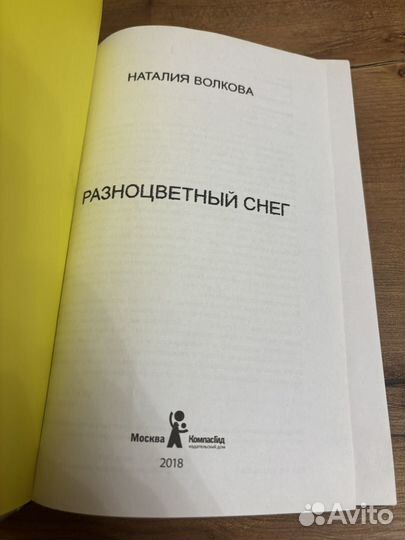 НАТАЛИЯ ВОЛКОВА
РАЗНОЦВЕТНЫЙ СНЕГ
Москва КомпасГид
издательский дом
2018
Avito